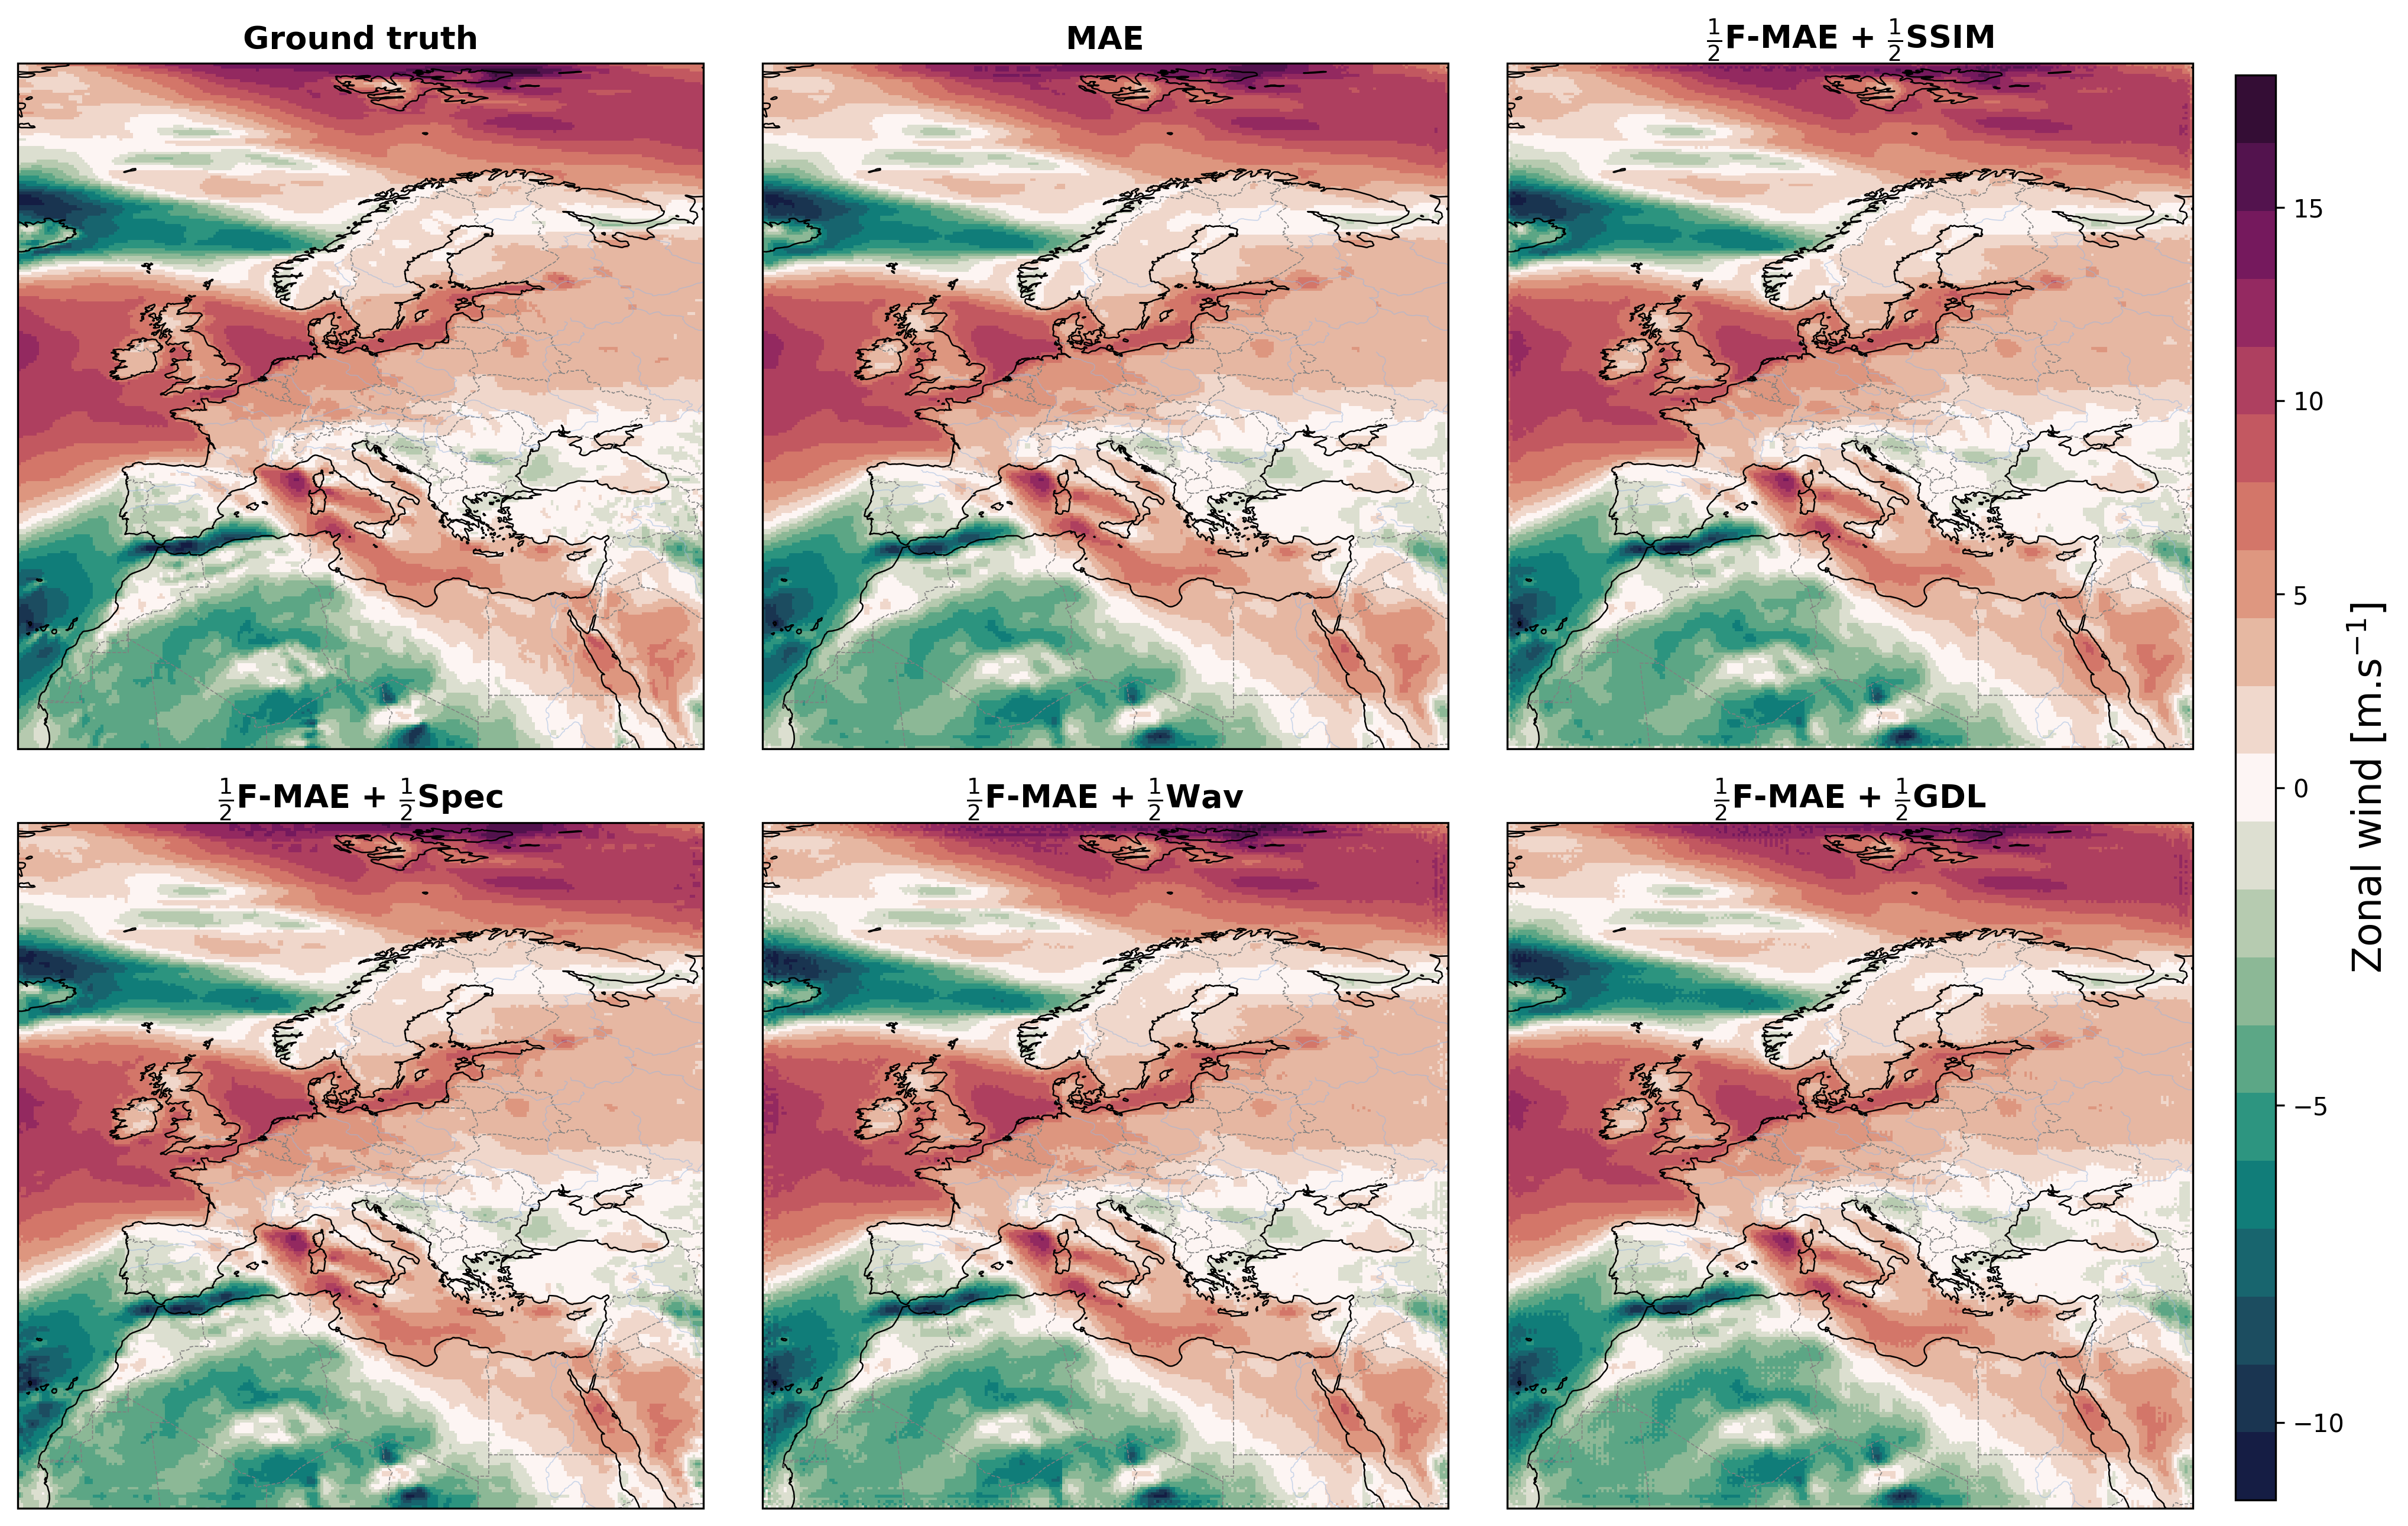 Ground truth
MAE
½F-MAE + ½SSIM
½F-MAE + ½Spec
½F-MAE + ½Wav
½F-MAE + ½GDL
15
10
5
0
−5
−10
Zonal wind [m.s⁻¹]